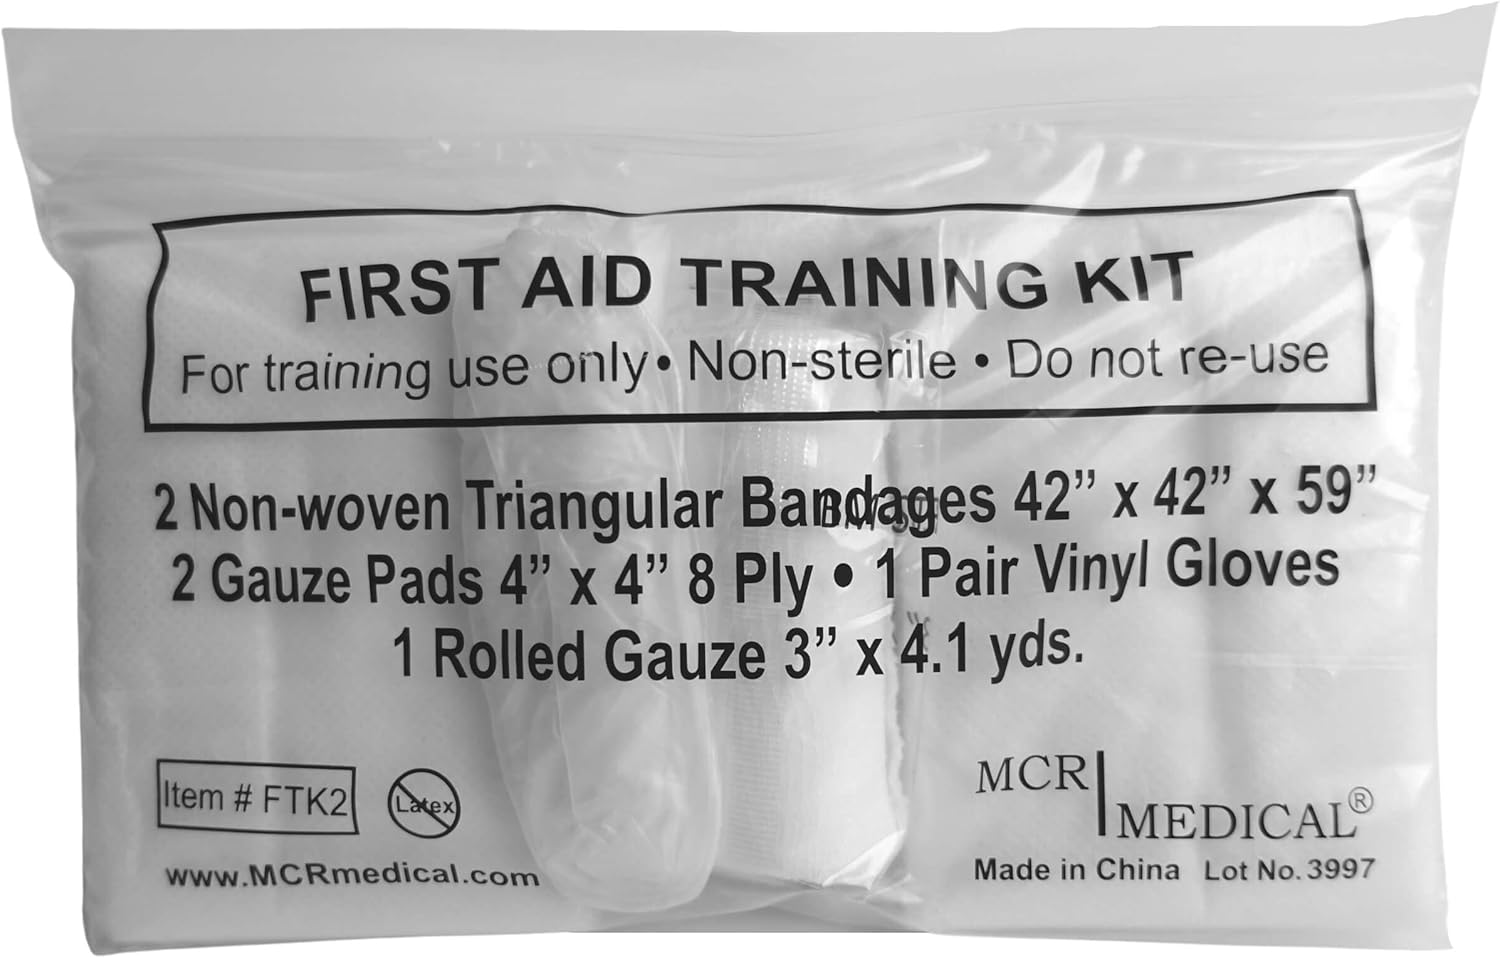 FIRST AID TRAINING KIT
For training use only • Non-sterile • Do not re-use
2 Non-woven Triangular Bandages 42” x 42” x 59”
2 Gauze Pads 4” x 4” 8 Ply • 1 Pair Vinyl Gloves
1 Rolled Gauze 3” x 4.1 yds.
Item # FTK2
Latex
www.MCRmedical.com
MCR
MEDICAL®
Made in China Lot No. 3997